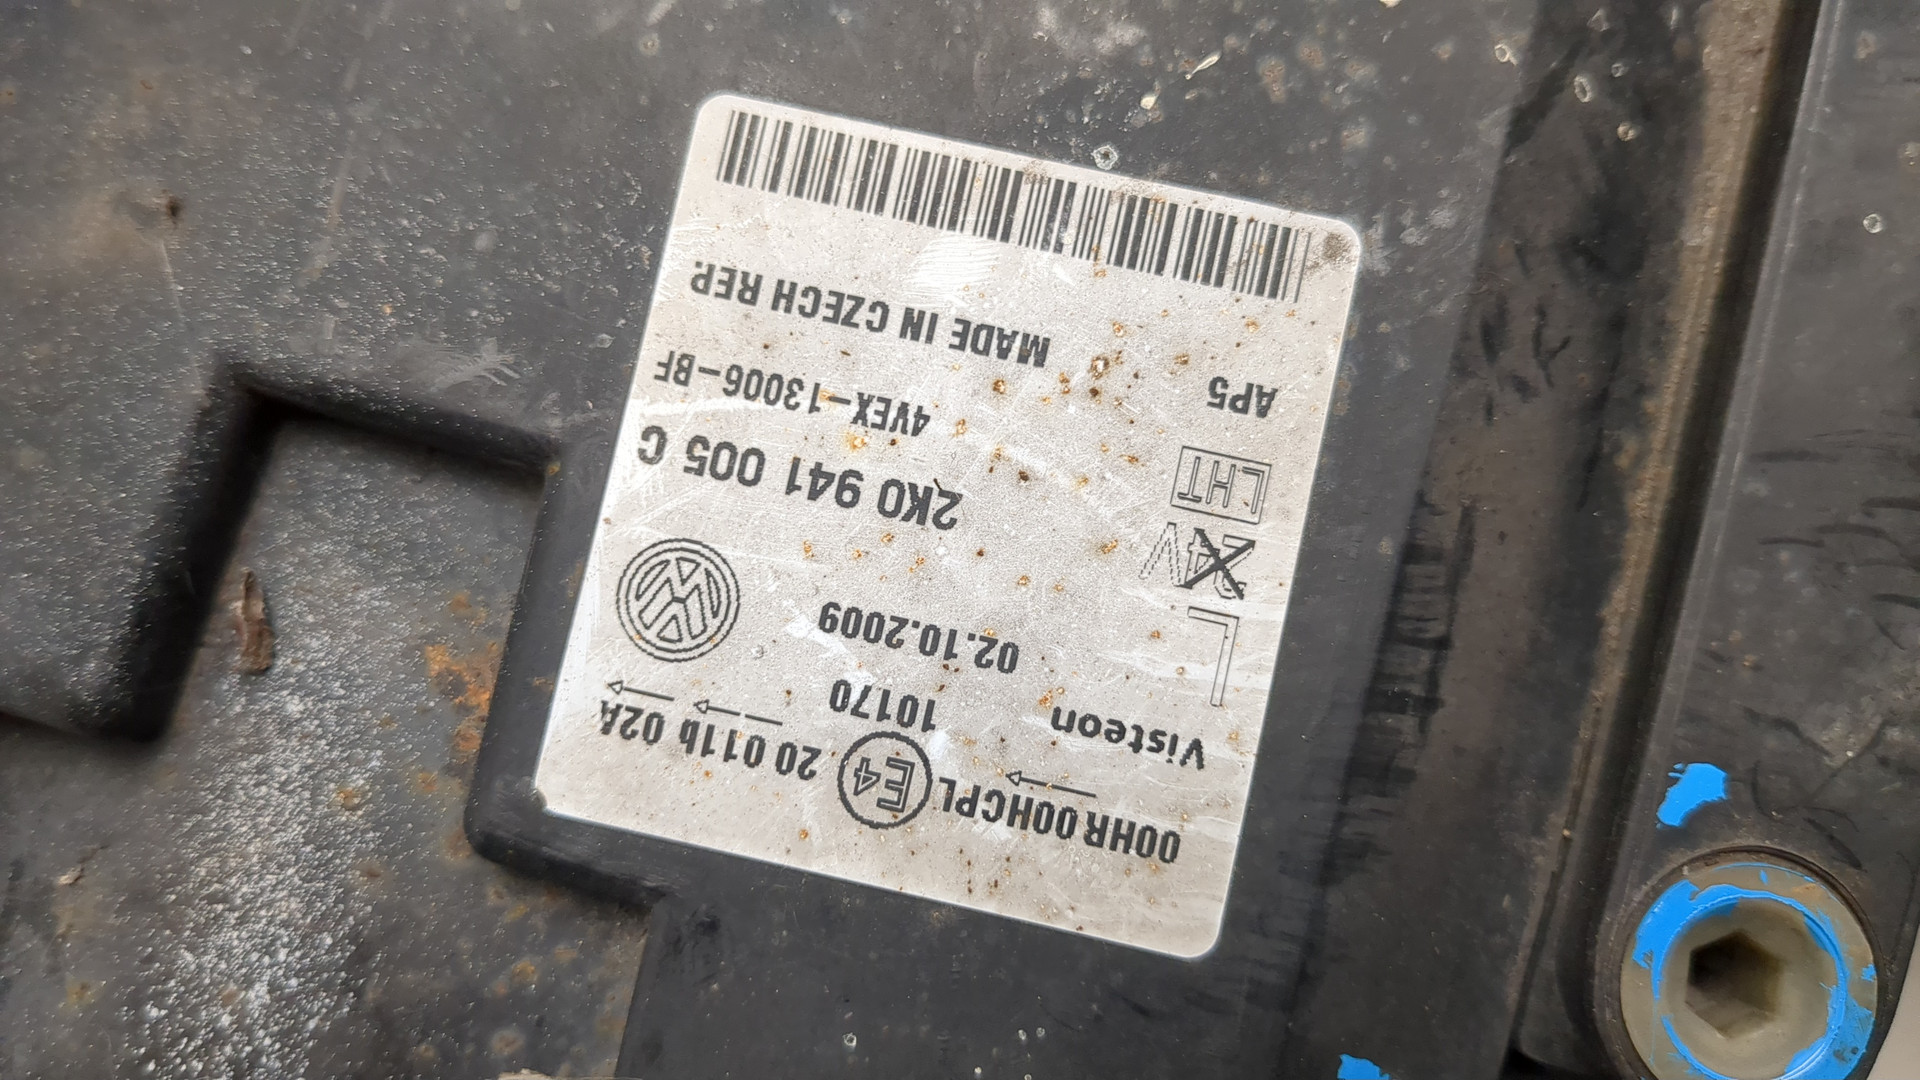 00HR 00HCPL E4 20 011b 02A
Visteon 10170
L 02.10.2009
24V
2K0 941 005 C
LHT 4VEX-13006-BF
AP5 MADE IN CZECH REP.